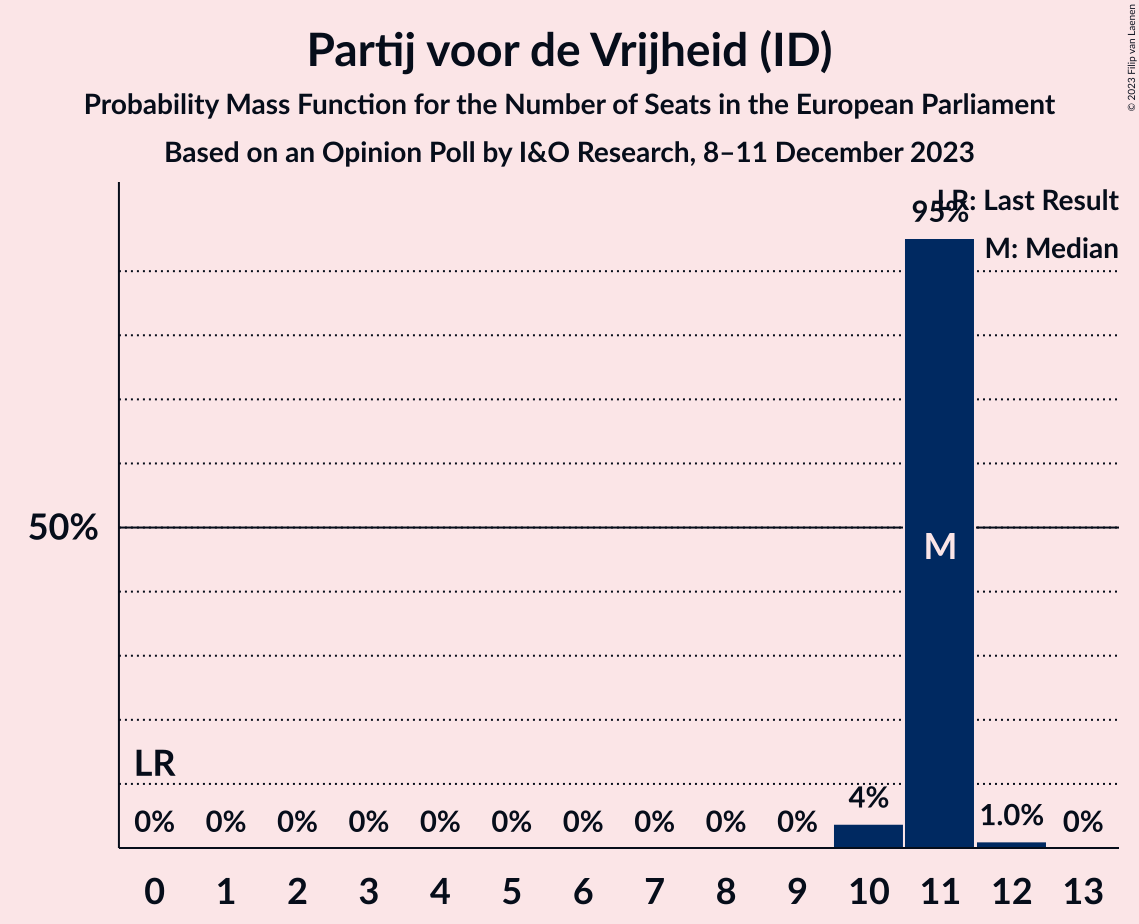 Partij voor de Vrijheid (ID)
Probability Mass Function for the Number of Seats in the European Parliament
Based on an Opinion Poll by I&O Research, 8–11 December 2023
© 2023 Filip van Laenen
LR: Last Result
95%
M: Median
50%
M
LR
0% 0% 0% 0% 0% 0% 0% 0% 0% 0% 4% 1.0% 0%
0 1 2 3 4 5 6 7 8 9 10 11 12 13